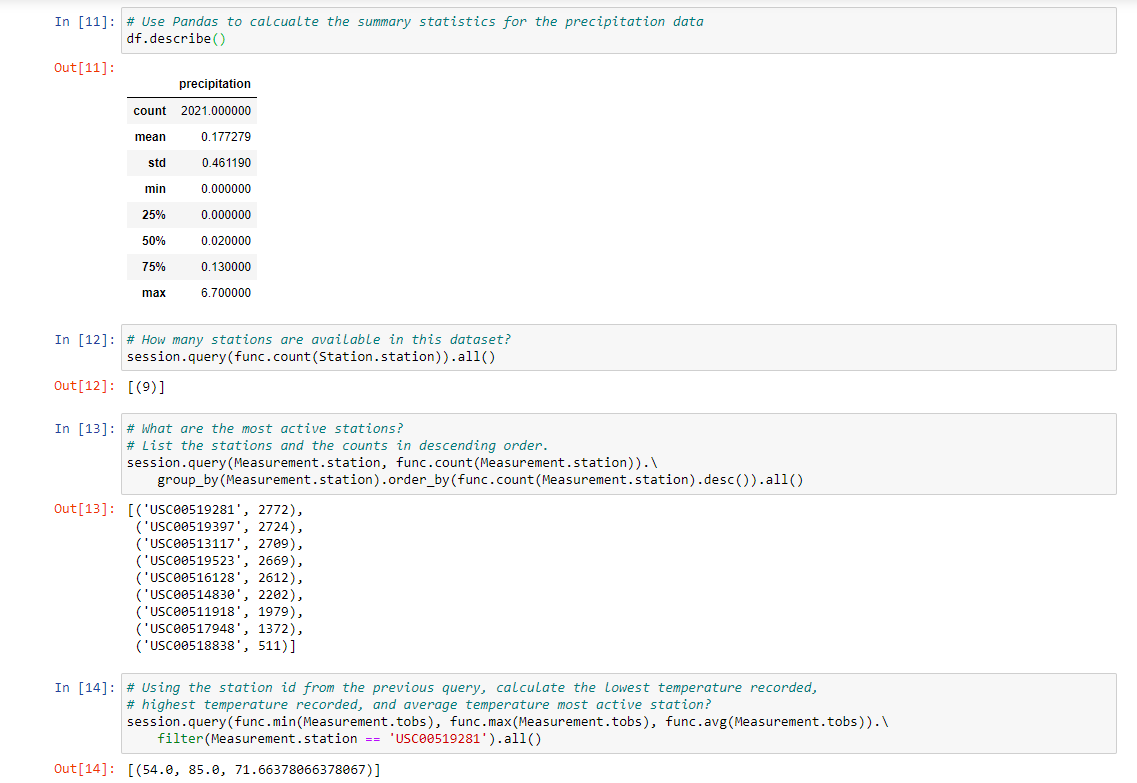 In [11]: # Use Pandas to calcualte the summary statistics for the precipitation data
df.describe()
Out[11]:
precipitation
count 2021.000000
mean 0.177279
std 0.461190
min 0.000000
25% 0.000000
50% 0.020000
75% 0.130000
max 6.700000
In [12]: # How many stations are available in this dataset?
session.query(func.count(Station.station)).all()
Out[12]: [(9)]
In [13]: # What are the most active stations?
# List the stations and the counts in descending order.
session.query(Measurement.station, func.count(Measurement.station)).\
    group_by(Measurement.station).order_by(func.count(Measurement.station).desc()).all()
Out[13]: [('USC00519281', 2772),
('USC00519397', 2724),
('USC00513117', 2709),
('USC00519523', 2669),
('USC00516128', 2612),
('USC00514830', 2202),
('USC00511918', 1979),
('USC00517948', 1372),
('USC00518838', 511)]
In [14]: # Using the station id from the previous query, calculate the lowest temperature recorded,
# highest temperature recorded, and average temperature most active station?
session.query(func.min(Measurement.tobs), func.max(Measurement.tobs), func.avg(Measurement.tobs)).\
    filter(Measurement.station == 'USC00519281').all()
Out[14]: [(54.0, 85.0, 71.66378066378067)]